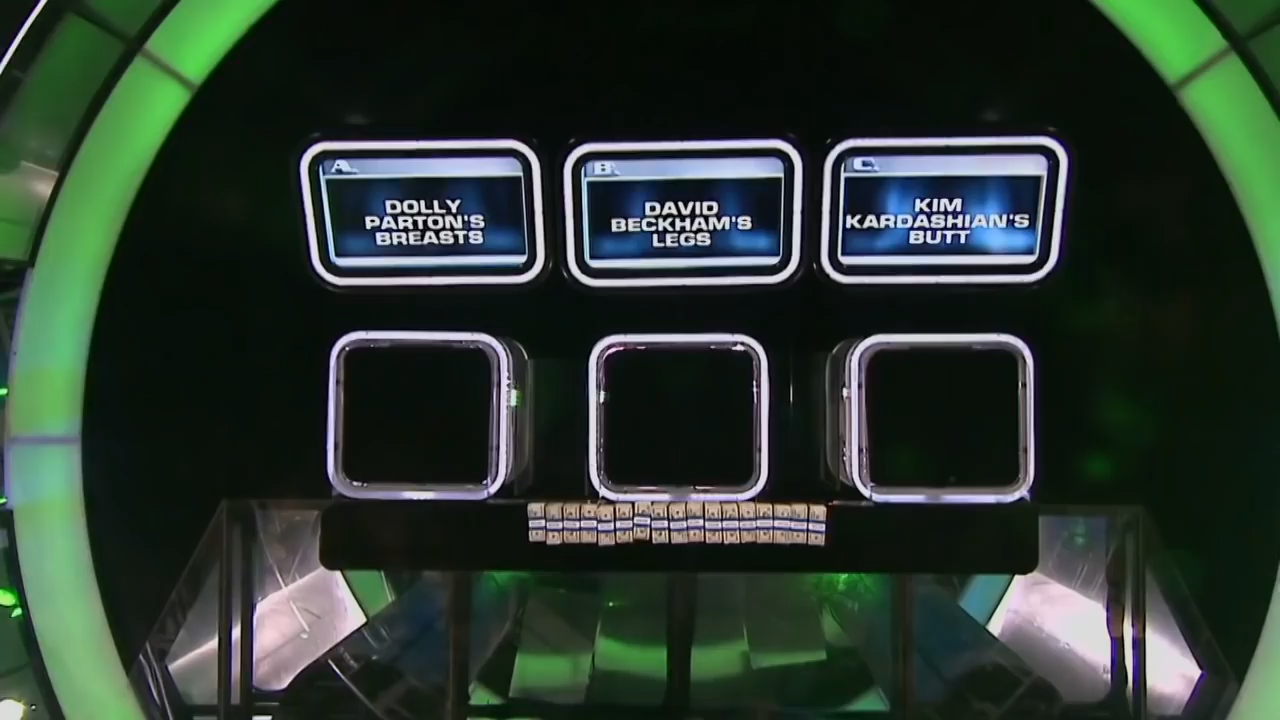 A.
DOLLY
PARTON'S
BREASTS
B.
DAVID
BECKHAM'S
LEGS
C.
KIM
KARDASHIAN'S
BUTT